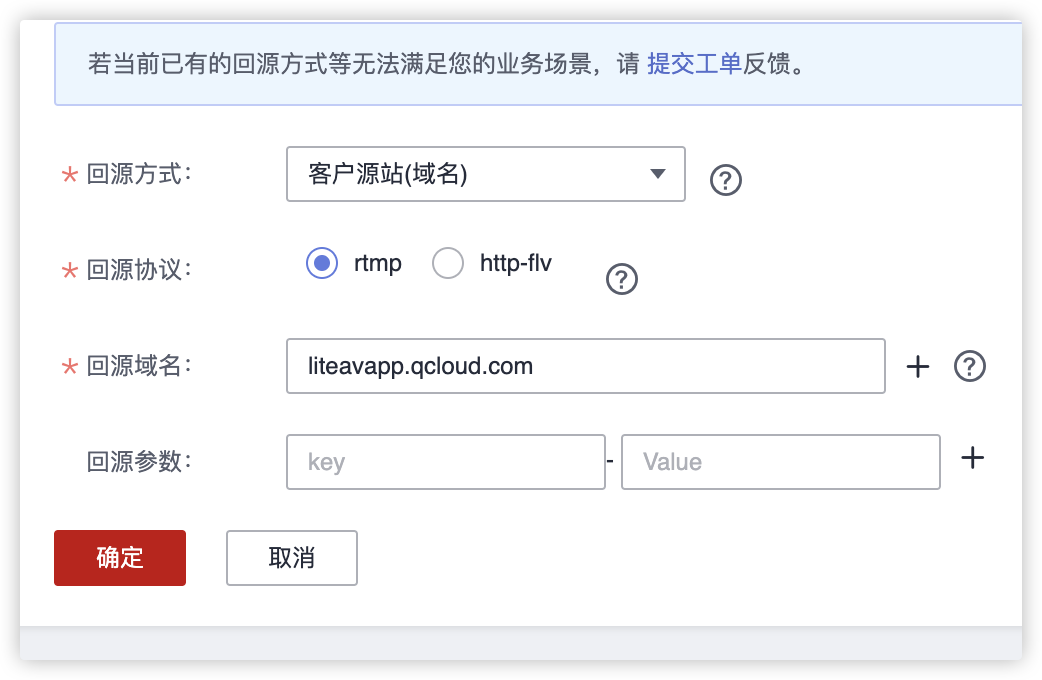 若当前已有的回源方式等无法满足您的业务场景，请 提交工单反馈。
* 回源方式： 客户源站(域名) ?
* 回源协议： rtmp http-flv ?
* 回源域名： liteavapp.qcloud.com + ?
回源参数： key - Value +
确定 取消